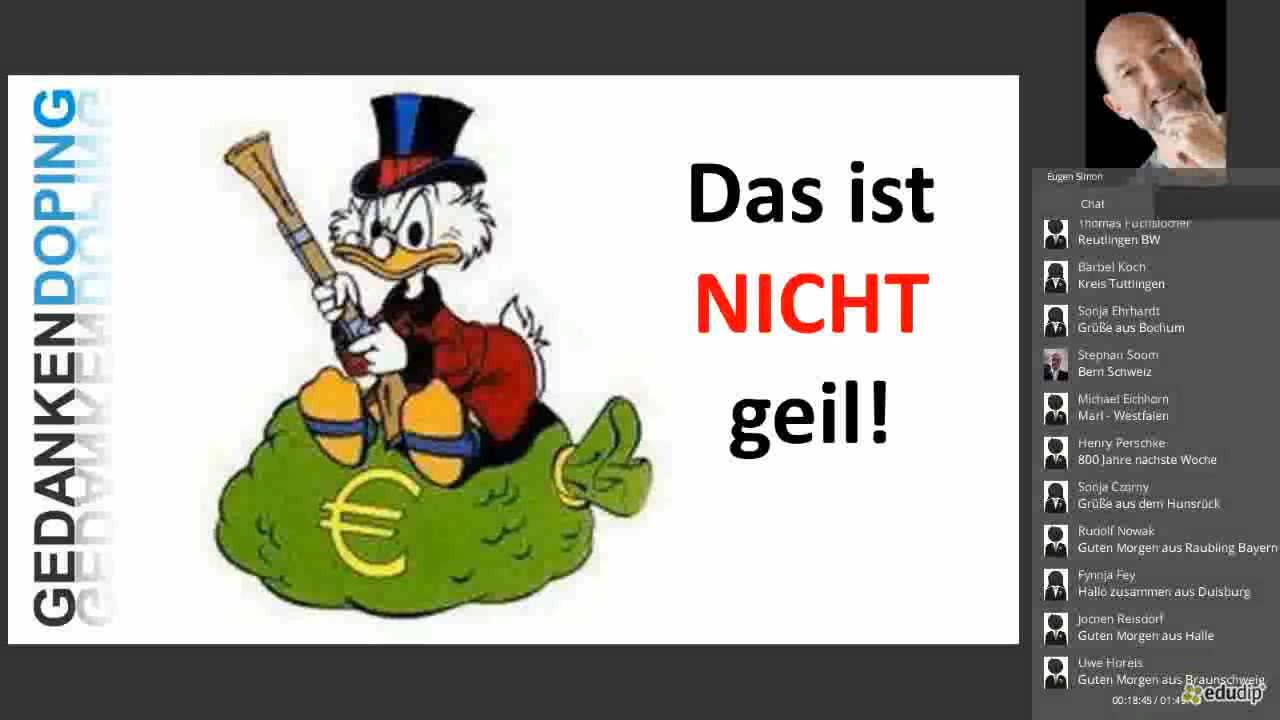 GEDANKENDOPING
Das ist
NICHT
geil!
€
Eugen Simon
Chat
Thomas Fuchslocher
Reutlingen BW
Bärbel Koch
Kreis Tuttlingen
Sonja Ehrhardt
Grüße aus Bochum
Stephan Soom
Bern Schweiz
Michael Eichhorn
Marl - Westfalen
Henry Perschke
800 Jahre nächste Woche
Sonja Czorny
Grüße aus dem Hunsrück
Rudolf Nowak
Guten Morgen aus Raubling Bayern
Fynnja Fey
Hallo zusammen aus Duisburg
Jochen Reisdorf
Guten Morgen aus Halle
Uwe Horeis
Guten Morgen aus Braunschweig
00:18:45 /
edudip